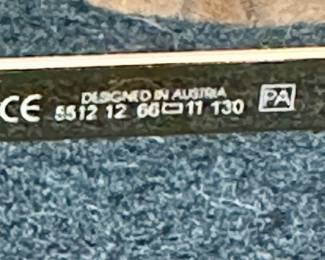 DESIGNED IN AUSTRIA
CE 5512 12 66▭11 130 PA